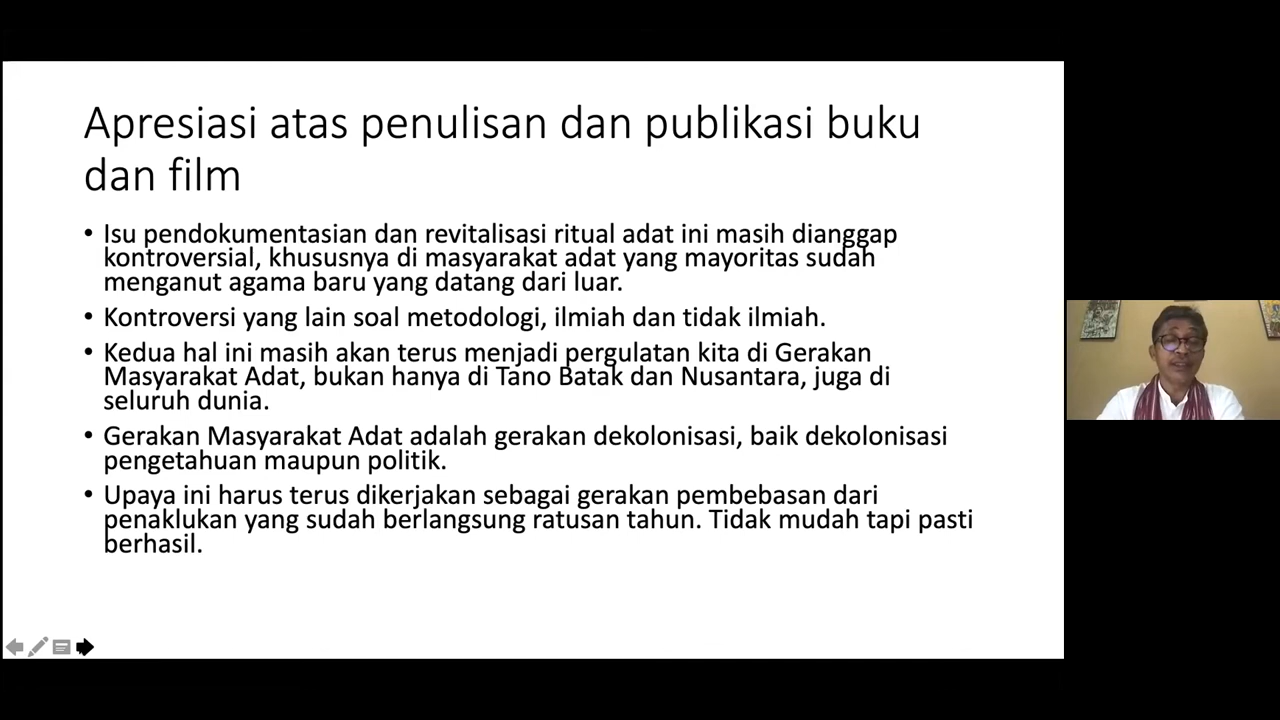 Apresiasi atas penulisan dan publikasi buku
dan film
• Isu pendokumentasian dan revitalisasi ritual adat ini masih dianggap
kontroversial, khususnya di masyarakat adat yang mayoritas sudah
menganut agama baru yang datang dari luar.
• Kontroversi yang lain soal metodologi, ilmiah dan tidak ilmiah.
• Kedua hal ini masih akan terus menjadi pergulatan kita di Gerakan
Masyarakat Adat, bukan hanya di Tano Batak dan Nusantara, juga di
seluruh dunia.
• Gerakan Masyarakat Adat adalah gerakan dekolonisasi, baik dekolonisasi
pengetahuan maupun politik.
• Upaya ini harus terus dikerjakan sebagai gerakan pembebasan dari
penaklukan yang sudah berlangsung ratusan tahun. Tidak mudah tapi pasti
berhasil.